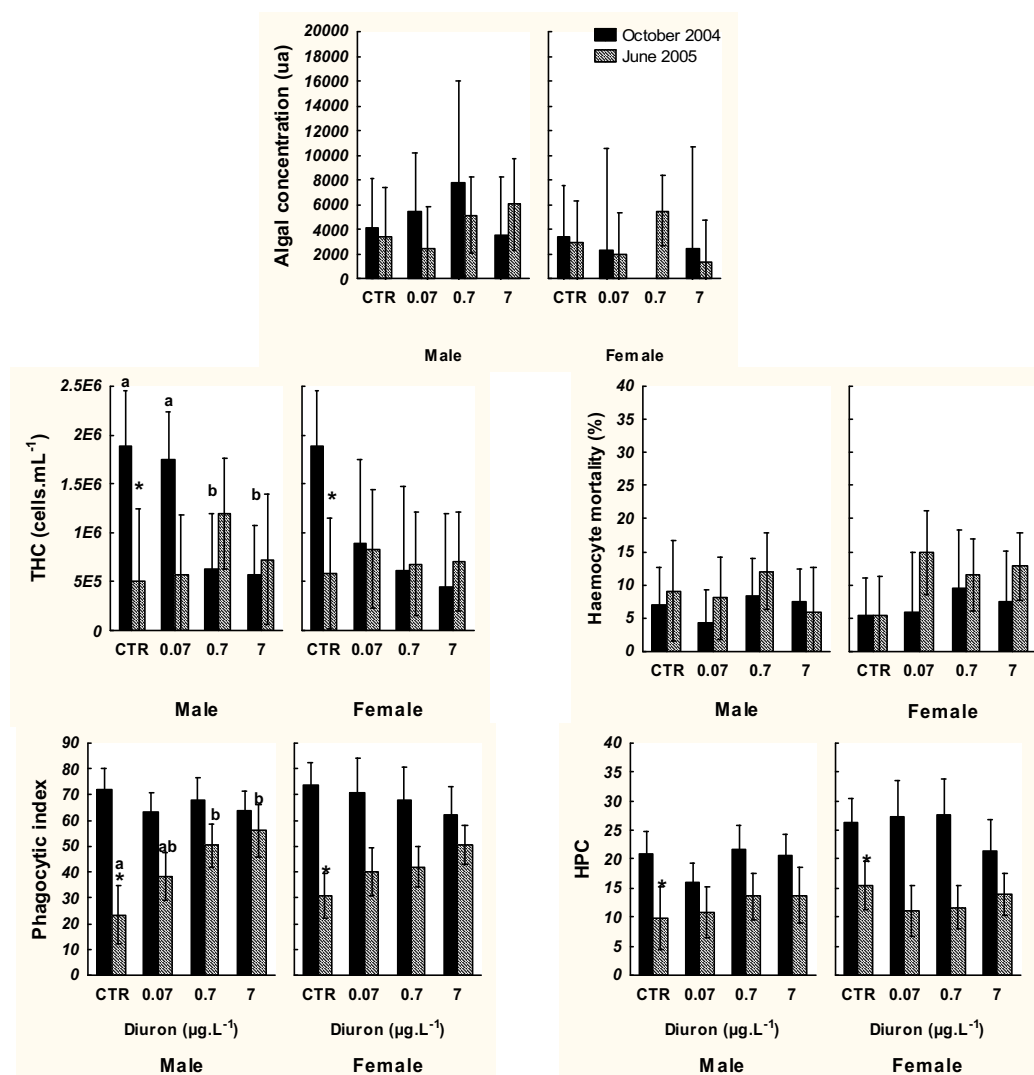 October 2004
June 2005
Algal concentration (ua)
20000
18000
16000
14000
12000
10000
8000
6000
4000
2000
0
CTR 0.07 0.7 7 CTR 0.07 0.7 7
Male Female
THC (cells.mL-1)
2.5E6
2E6
1.5E6
1E6
5E5
0
a
a
*
b
b
*
CTR 0.07 0.7 7 CTR 0.07 0.7 7
Male Female
Haemocyte mortality (%)
40
35
30
25
20
15
10
5
0
CTR 0.07 0.7 7 CTR 0.07 0.7 7
Male Female
Phagocytic index
90
80
70
60
50
40
30
20
10
0
a
*
ab
b
b
*
CTR 0.07 0.7 7 CTR 0.07 0.7 7
Diuron (µg.L-1) Diuron (µg.L-1)
Male Female
HPC
40
35
30
25
20
15
10
5
0
*
*
CTR 0.07 0.7 7 CTR 0.07 0.7 7
Diuron (µg.L-1) Diuron (µg.L-1)
Male Female